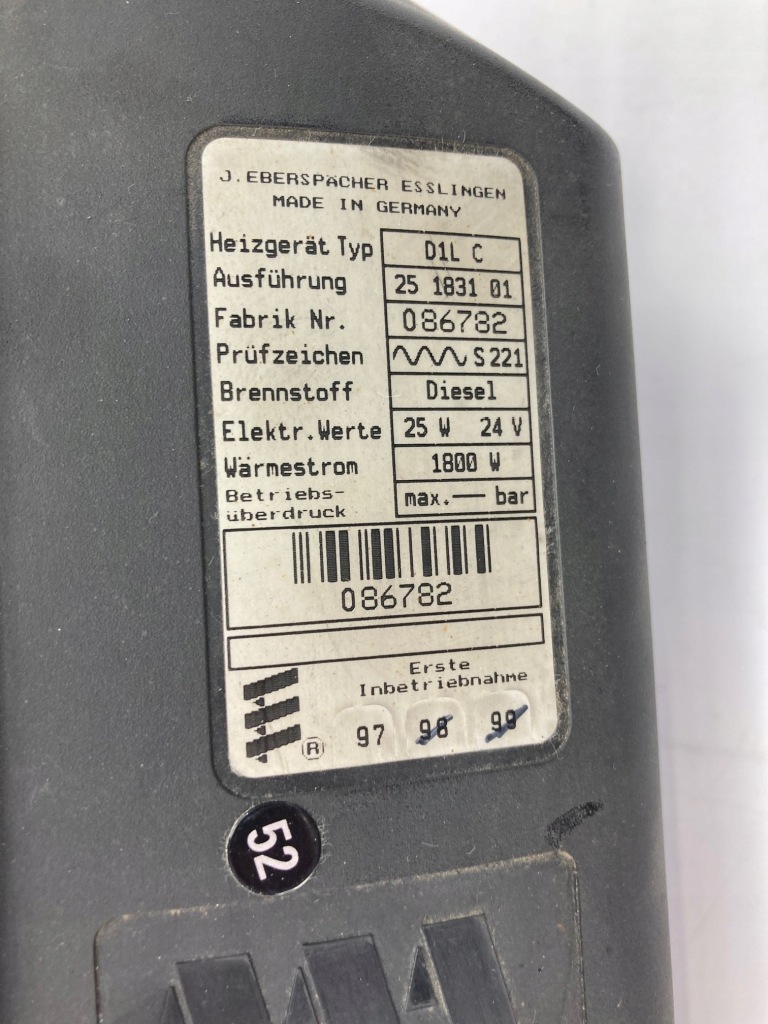 J. EBERSPÄCHER ESSLINGEN
MADE IN GERMANY
Heizgerät Typ D1L C
Ausführung 25 1831 01
Fabrik Nr. 086782
Prüfzeichen S 221
Brennstoff Diesel
Elektr. Werte 25 W 24 V
Wärmestrom 1800 W
Betriebs-
überdruck max. — bar
086782
Erste
Inbetriebnahme
® 97 98 99
52